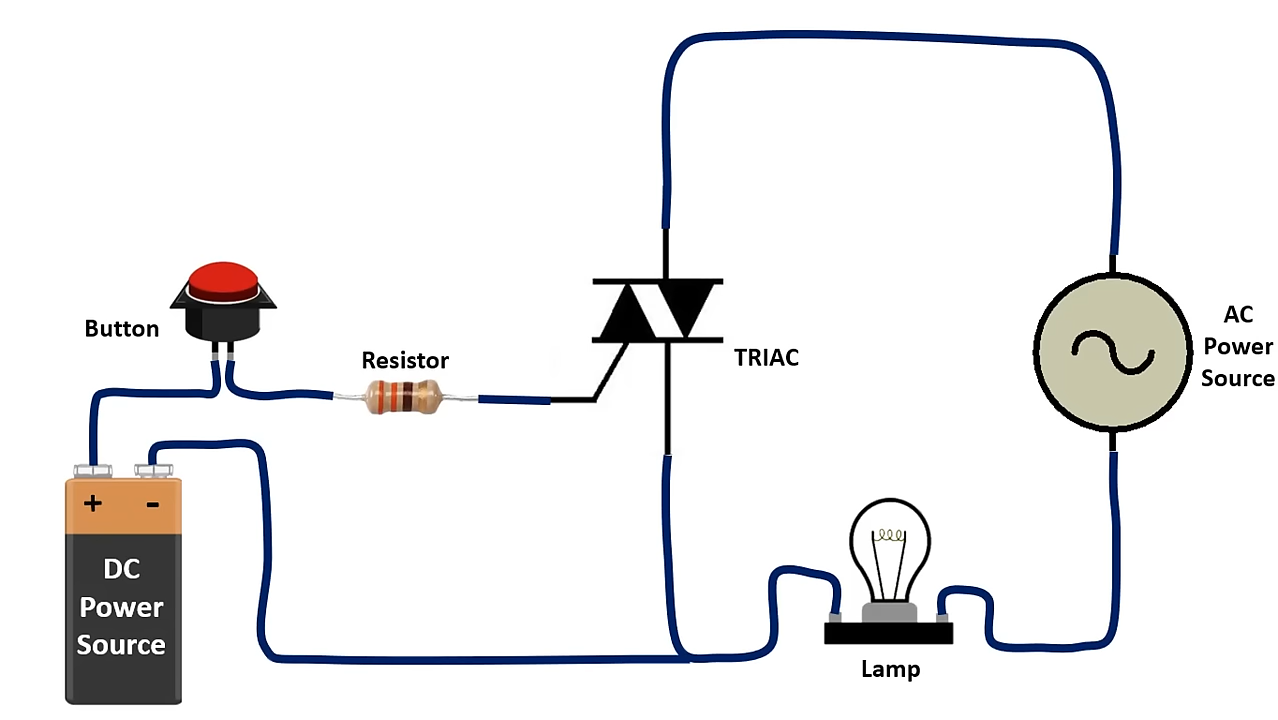 Button
Resistor
TRIAC
AC
Power
Source
+ -
DC
Power
Source
Lamp